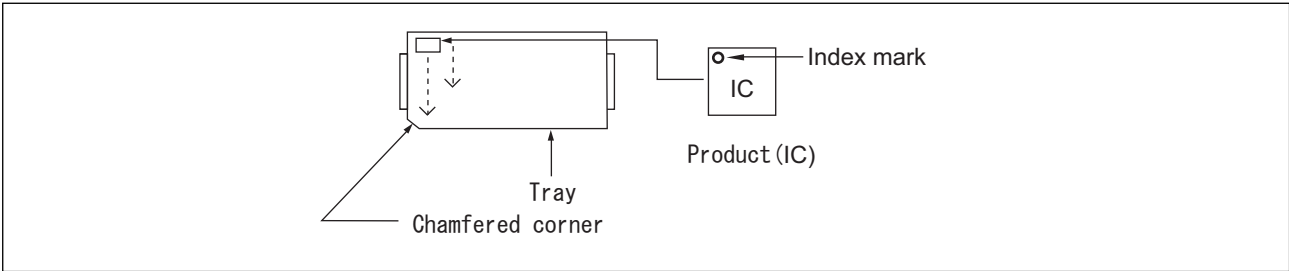 Index mark
IC
Product(IC)
Tray
Chamfered corner